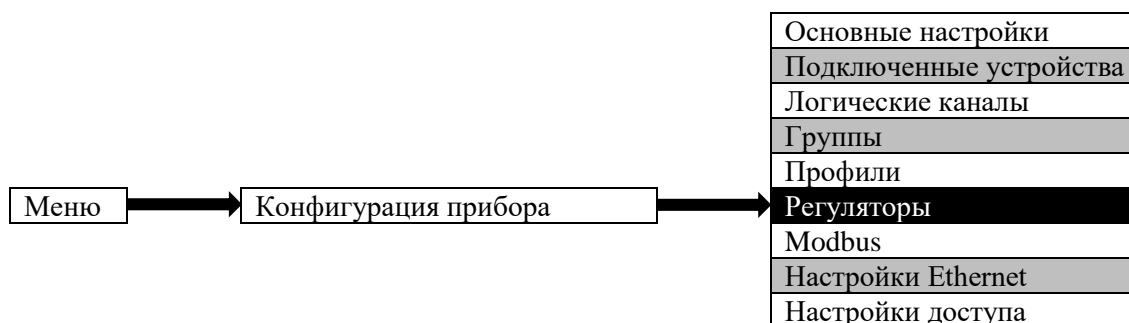 Основные настройки
Подключенные устройства
Логические каналы
Группы
Профили
Меню Конфигурация прибора Регуляторы
Modbus
Настройки Ethernet
Настройки доступа